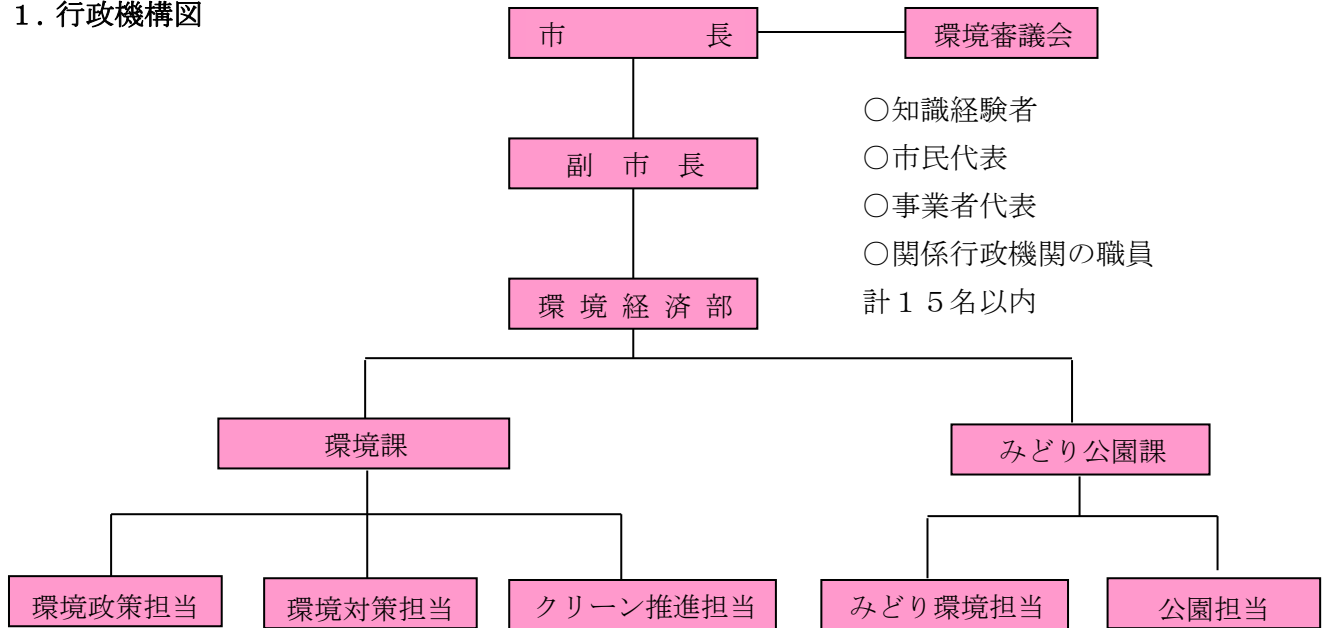 １．行政機構図
市　　　　長
環境審議会
○知識経験者
副　市　長
○市民代表
○事業者代表
○関係行政機関の職員
環 境 経 済 部
計１５名以内
環境課
みどり公園課
環境政策担当
環境対策担当
クリーン推進担当
みどり環境担当
公園担当